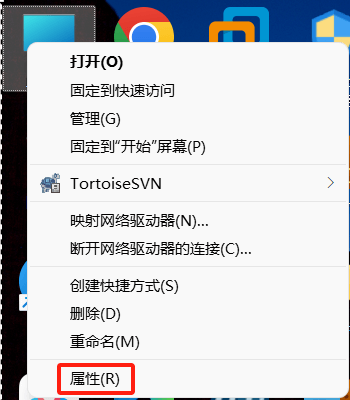 打开(O)
固定到快速访问
管理(G)
固定到“开始”屏幕(P)
TortoiseSVN
映射网络驱动器(N)...
断开网络驱动器的连接(C)...
创建快捷方式(S)
删除(D)
重命名(M)
属性(R)